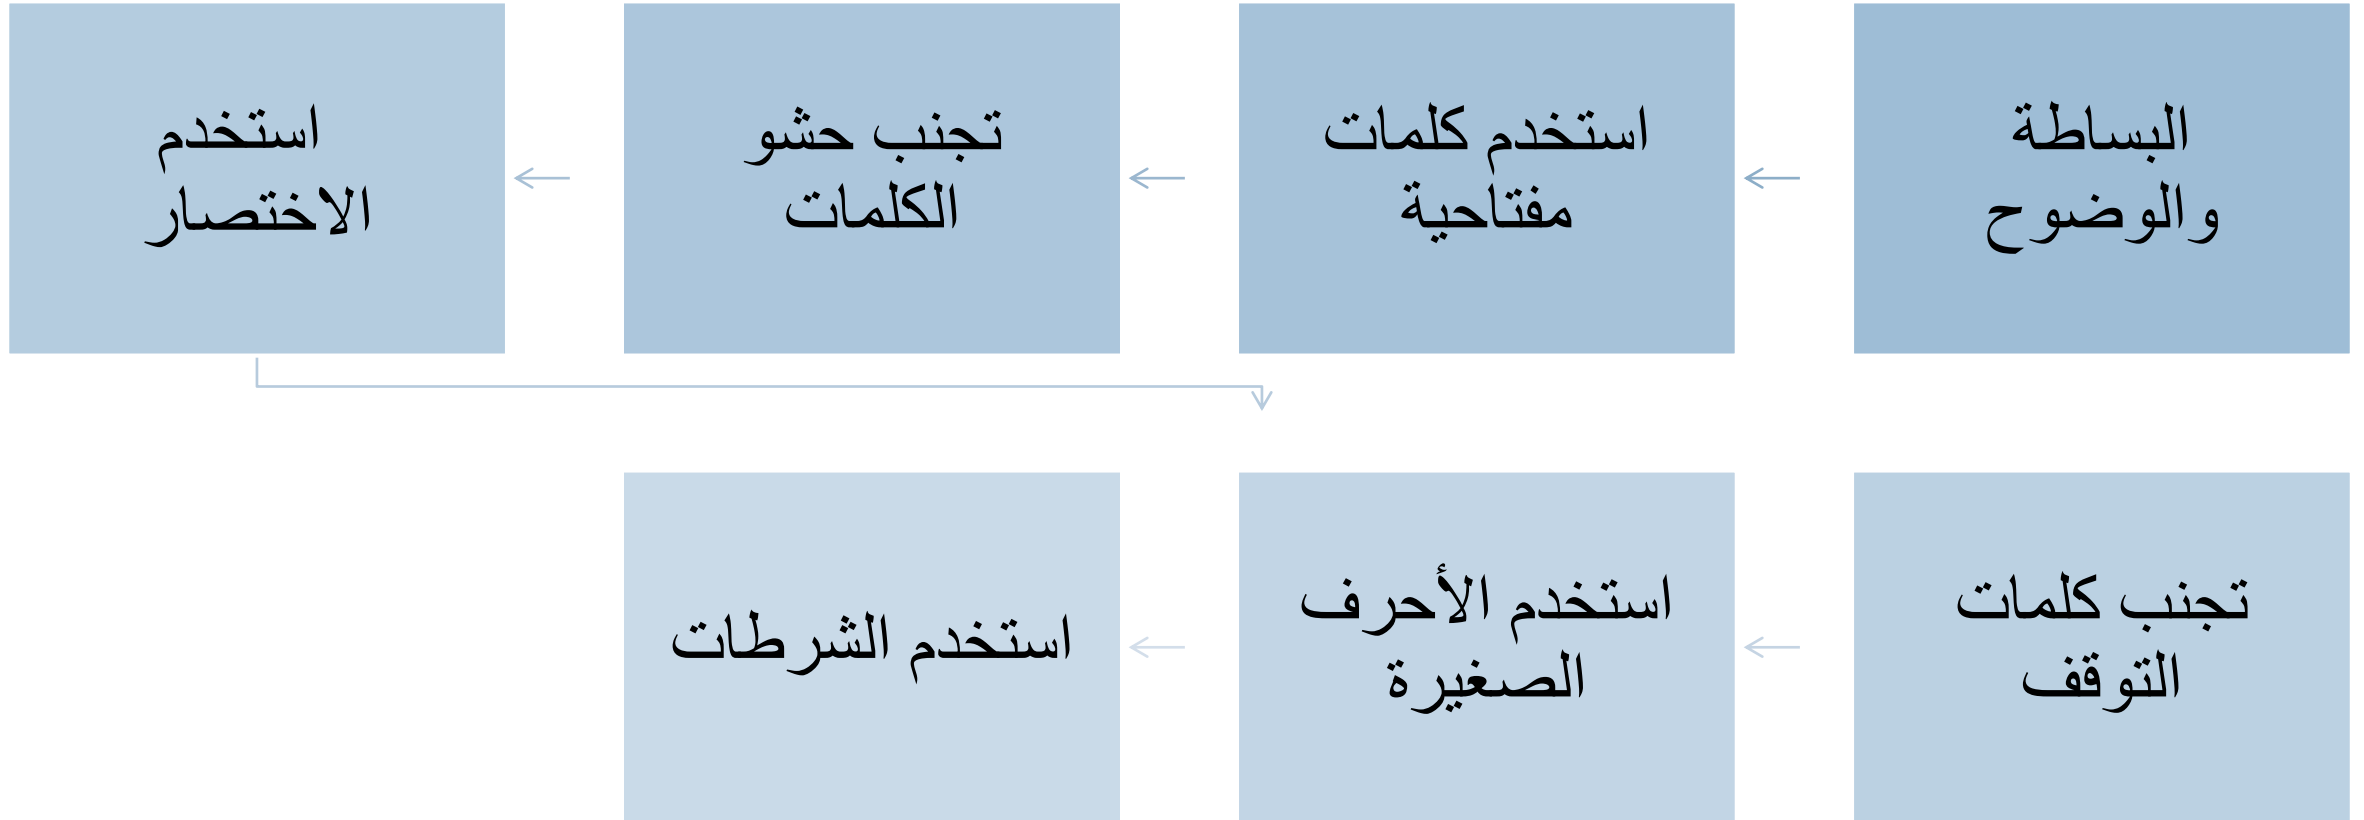 البساطة
والوضوح
استخدم كلمات
مفتاحية
تجنب حشو
الكلمات
استخدم
الاختصار
تجنب كلمات
التوقف
استخدم الأحرف
الصغيرة
استخدم الشرطات